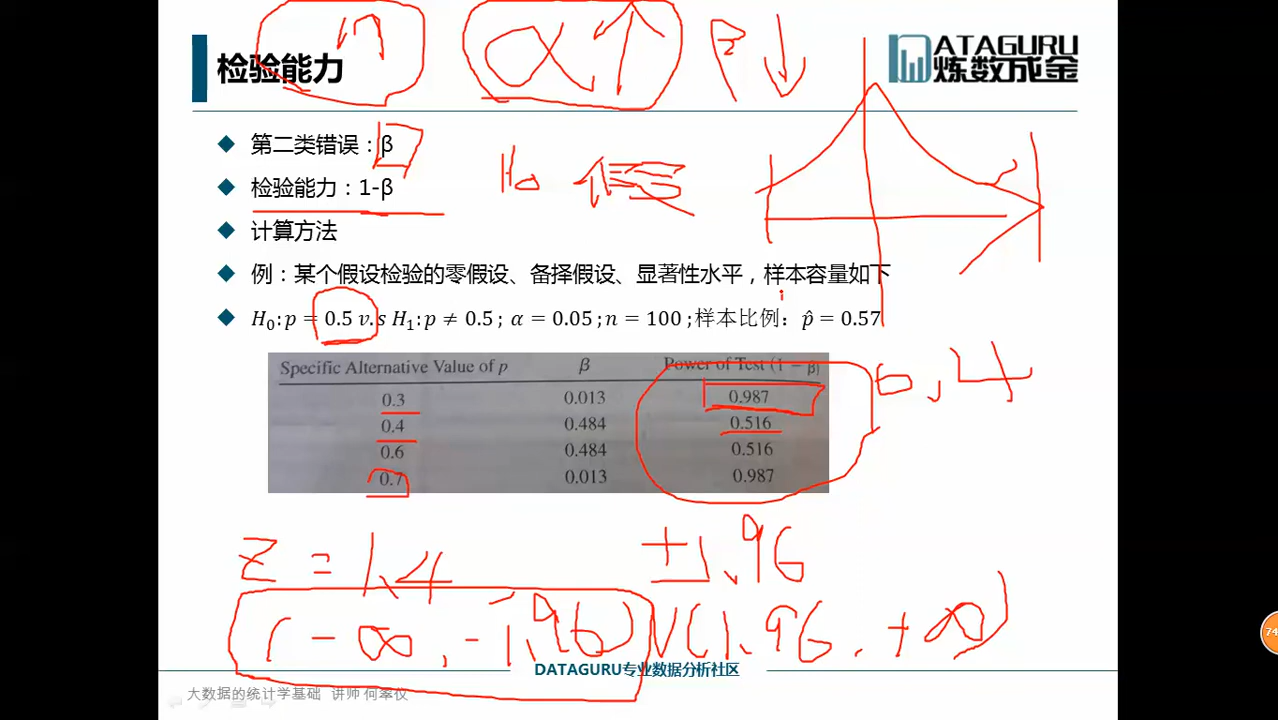 n α↑ β↓
检验能力
ATAGURU
炼数成金
第二类错误：β
检验能力：1-β
H0 假
计算方法
例：某个假设检验的零假设、备择假设、显著性水平，样本容量如下
H₀: p = 0.5 v.s H₁: p ≠ 0.5 ; α = 0.05 ; n = 100 ;样本比例： p̂ = 0.57
Specific Alternative Value of p β Power of Test (1 − β)
0.3 0.013 0.987
0.4 0.484 0.516
0.6 0.484 0.516
0.7 0.013 0.987
0.4
z = 1.4 ±1.96
(-∞, -1.96)∨(1.96, +∞)
DATAGURU专业数据分析社区
大数据的统计学基础 讲师 何翠仪
74